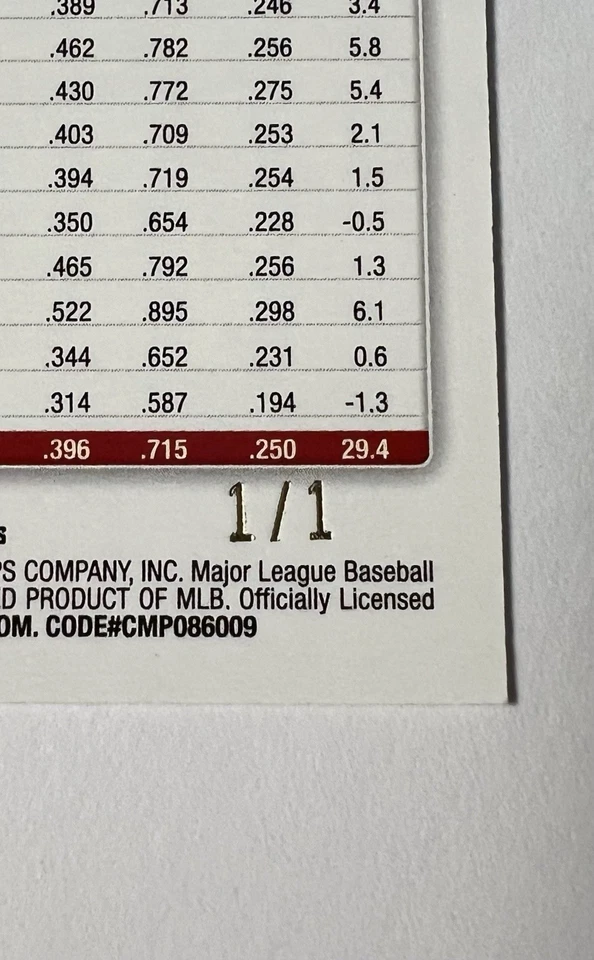 .389 .713 .246 3.4
.462 .782 .256 5.8
.430 .772 .275 5.4
.403 .709 .253 2.1
.394 .719 .254 1.5
.350 .654 .228 -0.5
.465 .792 .256 1.3
.522 .895 .298 6.1
.344 .652 .231 0.6
.314 .587 .194 -1.3
.396 .715 .250 29.4
1/1
S
PS COMPANY, INC. Major League Baseball
ED PRODUCT OF MLB. Officially Licensed
OM. CODE#CMP086009